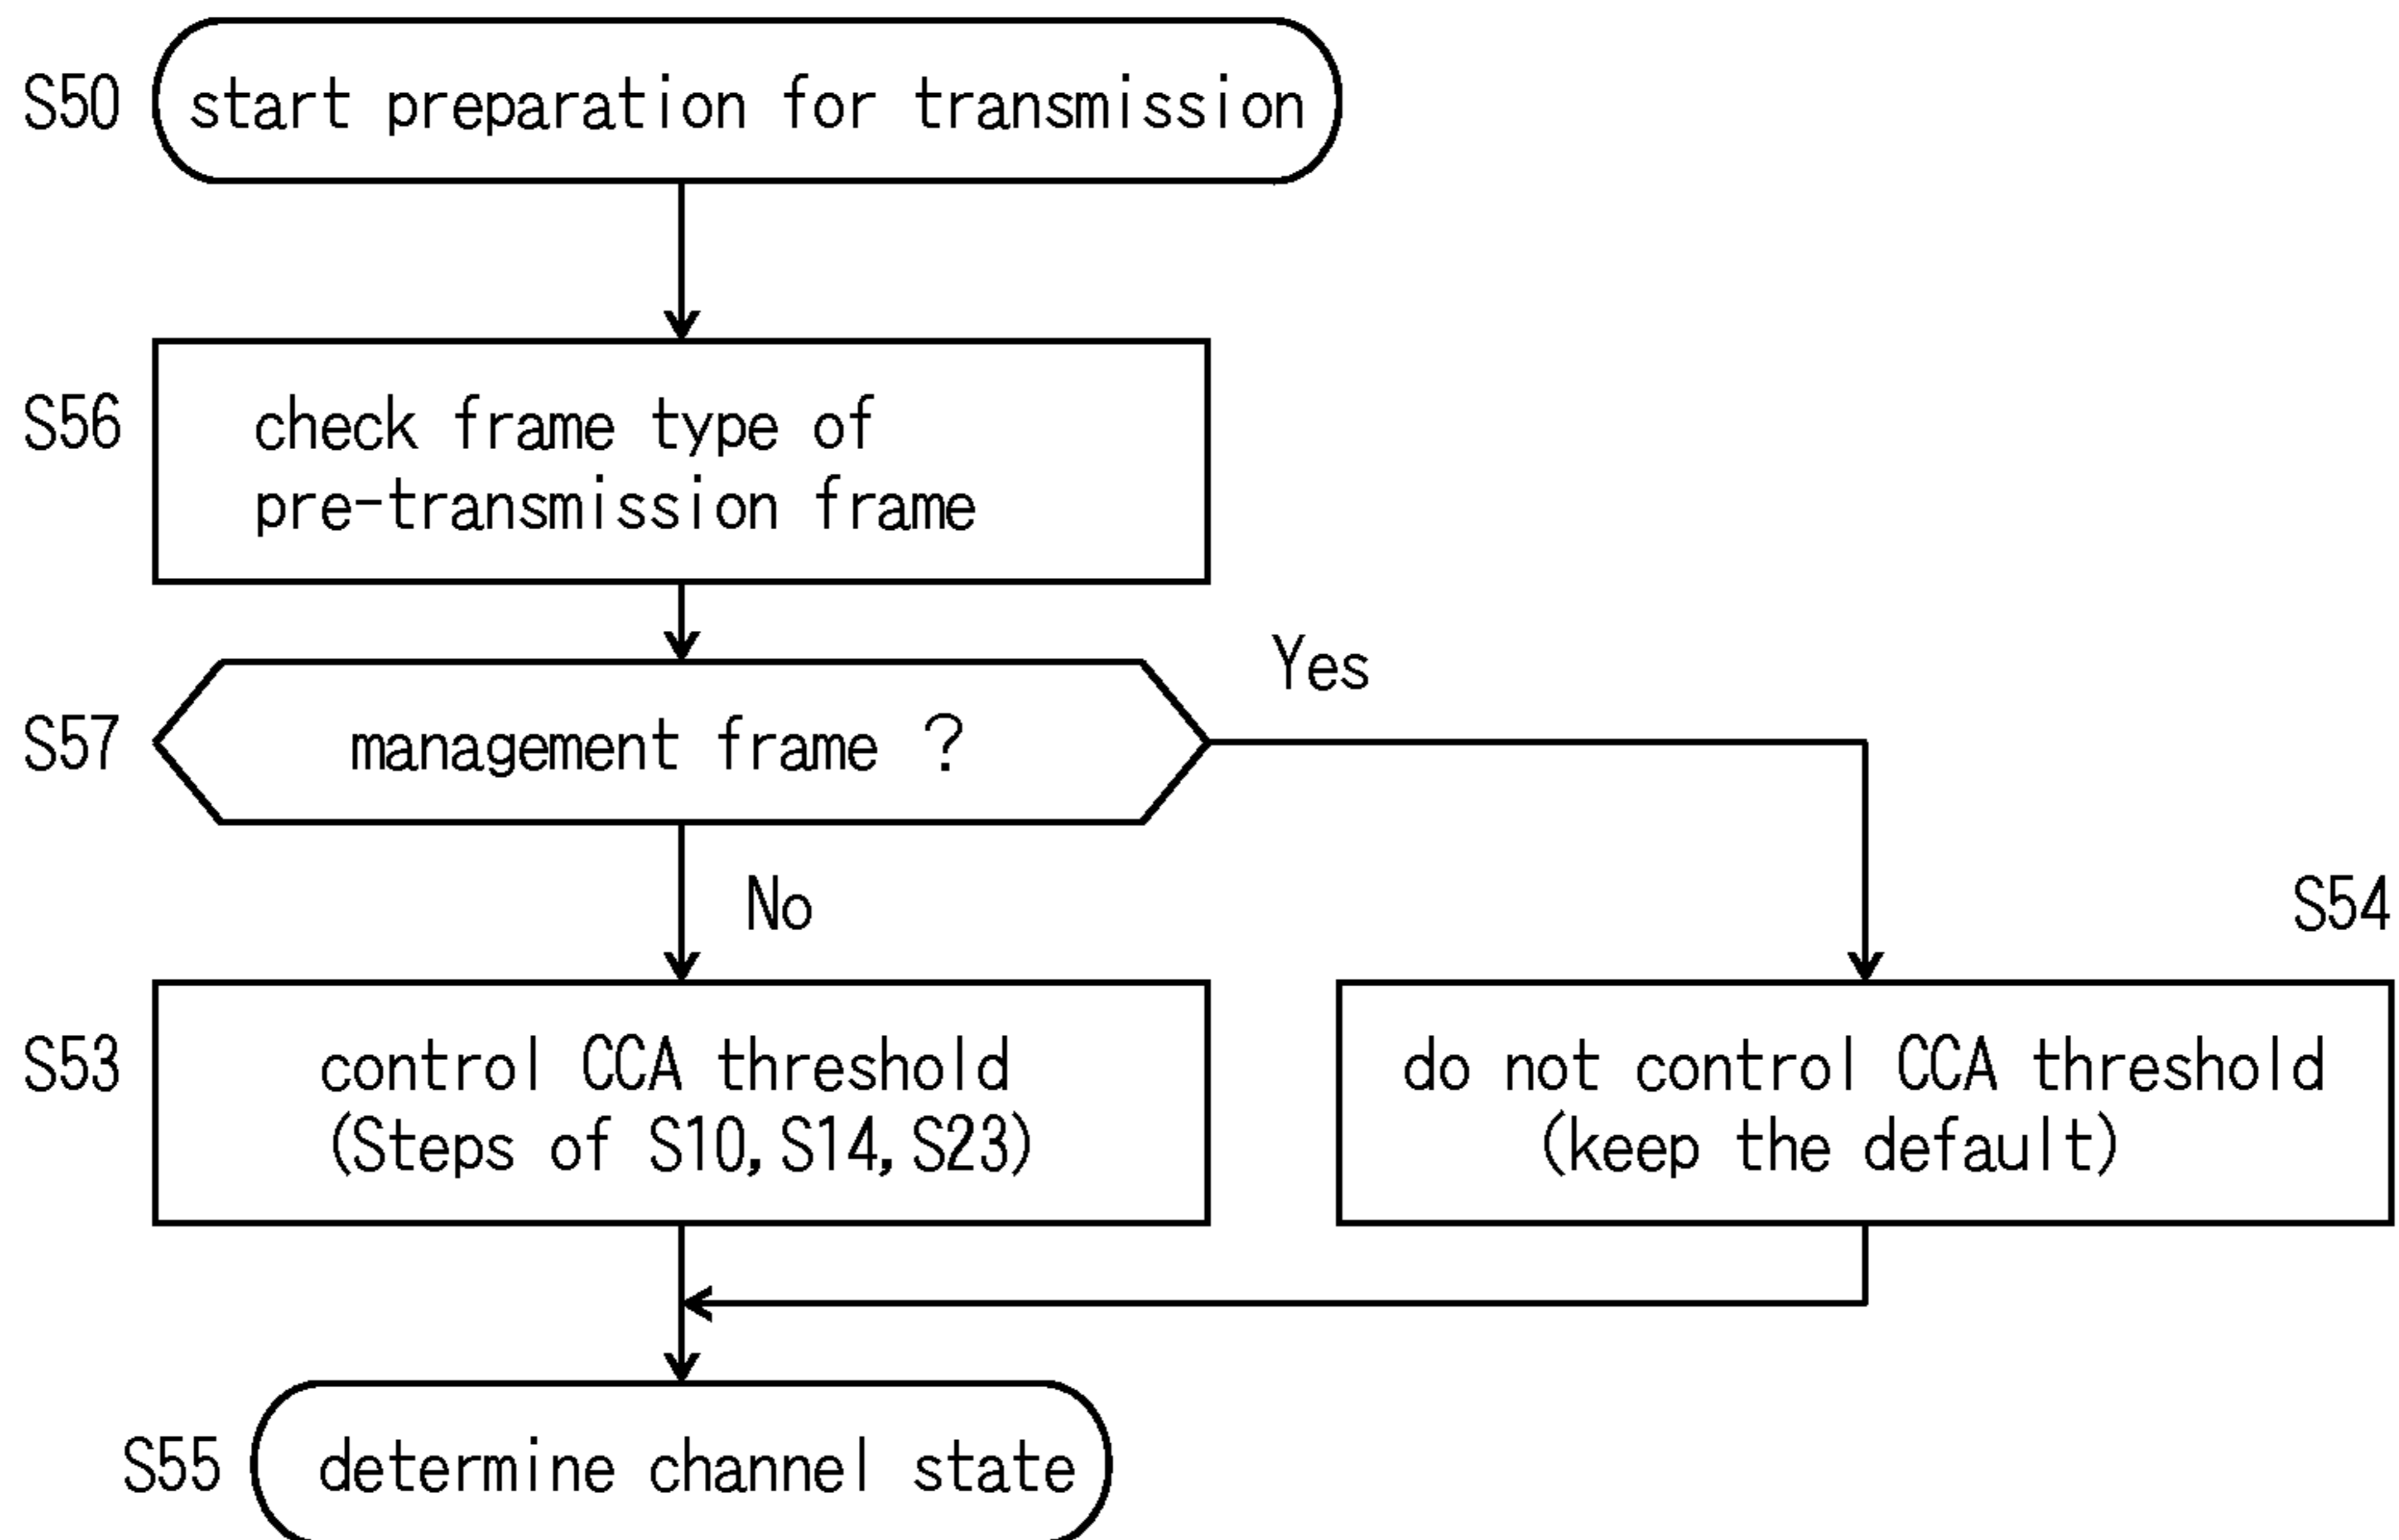 S50
start preparation for transmission
S56
check frame type of
pre-transmission frame
Yes
S57
management frame ?
No
S54
S53
control CCA threshold
(Steps of S10, S14, S23)
do not control CCA threshold
(keep the default)
S55
determine channel state